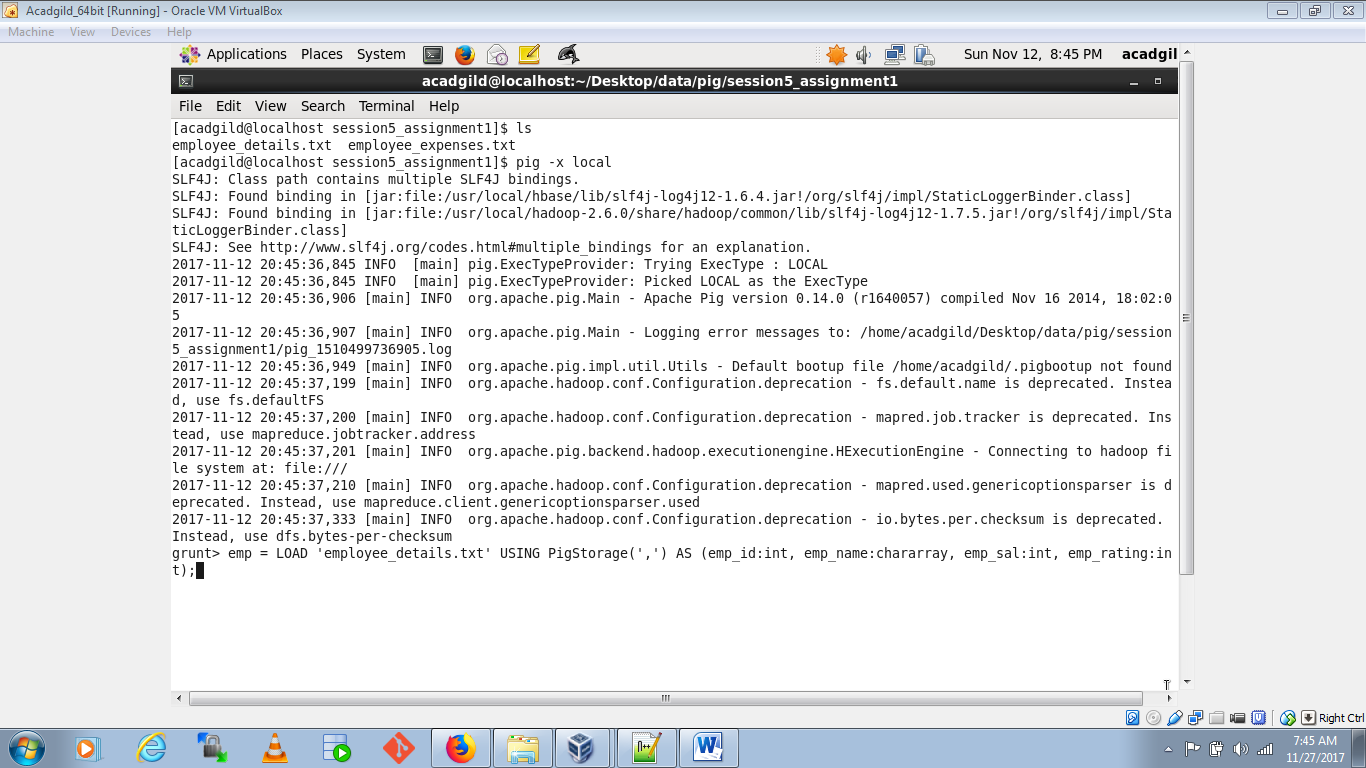 Acadgild_64bit [Running] - Oracle VM VirtualBox
Machine View Devices Help
Applications Places System Sun Nov 12, 8:45 PM acadgil
acadgild@localhost:~/Desktop/data/pig/session5_assignment1
File Edit View Search Terminal Help
[acadgild@localhost session5_assignment1]$ ls
employee_details.txt  employee_expenses.txt
[acadgild@localhost session5_assignment1]$ pig -x local
SLF4J: Class path contains multiple SLF4J bindings.
SLF4J: Found binding in [jar:file:/usr/local/hbase/lib/slf4j-log4j12-1.6.4.jar!/org/slf4j/impl/StaticLoggerBinder.class]
SLF4J: Found binding in [jar:file:/usr/local/hadoop-2.6.0/share/hadoop/common/lib/slf4j-log4j12-1.7.5.jar!/org/slf4j/impl/Sta
ticLoggerBinder.class]
SLF4J: See http://www.slf4j.org/codes.html#multiple_bindings for an explanation.
2017-11-12 20:45:36,845 INFO  [main] pig.ExecTypeProvider: Trying ExecType : LOCAL
2017-11-12 20:45:36,845 INFO  [main] pig.ExecTypeProvider: Picked LOCAL as the ExecType
2017-11-12 20:45:36,906 [main] INFO  org.apache.pig.Main - Apache Pig version 0.14.0 (r1640057) compiled Nov 16 2014, 18:02:0
5
2017-11-12 20:45:36,907 [main] INFO  org.apache.pig.Main - Logging error messages to: /home/acadgild/Desktop/data/pig/session
5_assignment1/pig_1510499736905.log
2017-11-12 20:45:36,949 [main] INFO  org.apache.pig.impl.util.Utils - Default bootup file /home/acadgild/.pigbootup not found
2017-11-12 20:45:37,199 [main] INFO  org.apache.hadoop.conf.Configuration.deprecation - fs.default.name is deprecated. Instea
d, use fs.defaultFS
2017-11-12 20:45:37,200 [main] INFO  org.apache.hadoop.conf.Configuration.deprecation - mapred.job.tracker is deprecated. Ins
tead, use mapreduce.jobtracker.address
2017-11-12 20:45:37,201 [main] INFO  org.apache.pig.backend.hadoop.executionengine.HExecutionEngine - Connecting to hadoop fi
le system at: file:///
2017-11-12 20:45:37,210 [main] INFO  org.apache.hadoop.conf.Configuration.deprecation - mapred.used.genericoptionsparser is d
eprecated. Instead, use mapreduce.client.genericoptionsparser.used
2017-11-12 20:45:37,333 [main] INFO  org.apache.hadoop.conf.Configuration.deprecation - io.bytes.per.checksum is deprecated.
Instead, use dfs.bytes-per-checksum
grunt> emp = LOAD 'employee_details.txt' USING PigStorage(',') AS (emp_id:int, emp_name:chararray, emp_sal:int, emp_rating:in
t);
Right Ctrl
7:45 AM
11/27/2017